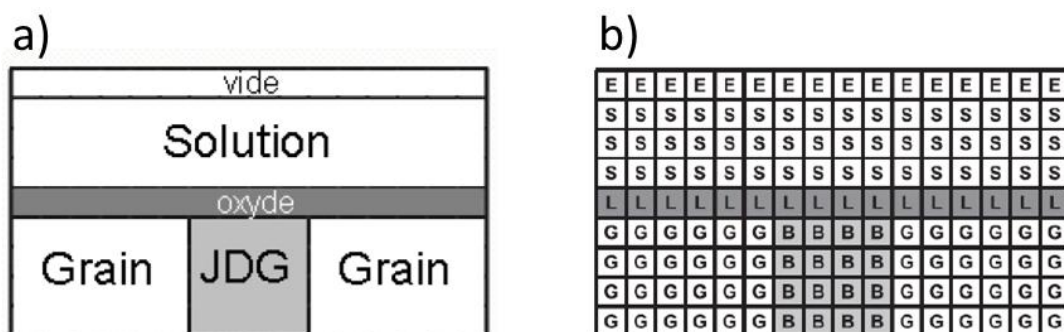 a)
vide
Solution
oxyde
Grain JDG Grain
b)
E E E E E E E E E E E E E E E E
S S S S S S S S S S S S S S S S
S S S S S S S S S S S S S S S S
S S S S S S S S S S S S S S S S
L L L L L L L L L L L L L L L L
G G G G G G B B B B G G G G G G
G G G G G G B B B B G G G G G G
G G G G G G B B B B G G G G G G
G G G G G G B B B B G G G G G G